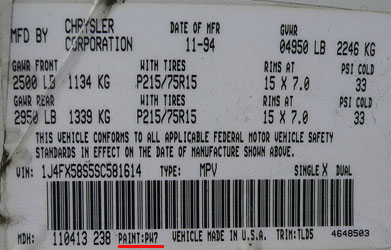 MFD BY CHRYSLER CORPORATION DATE OF MFR 11-94 GVWR 04950 LB 2246 KG
GAWR FRONT WITH TIRES RIMS AT PSI COLD
2500 LB 1134 KG P215/75R15 15 X 7.0 33
GAWR REAR WITH TIRES RIMS AT PSI COLD
2950 LB 1339 KG P215/75R15 15 X 7.0 33
THIS VEHICLE CONFORMS TO ALL APPLICABLE FEDERAL MOTOR VEHICLE SAFETY
STANDARDS IN EFFECT ON THE DATE OF MANUFACTURE SHOWN ABOVE.
VIN: 1J4FX58S5SC581614 TYPE: MPV SINGLE X DUAL
MDH: 110413 238 PAINT:PW7 VEHICLE MADE IN U.S.A. TRIM:TLD5 4648503